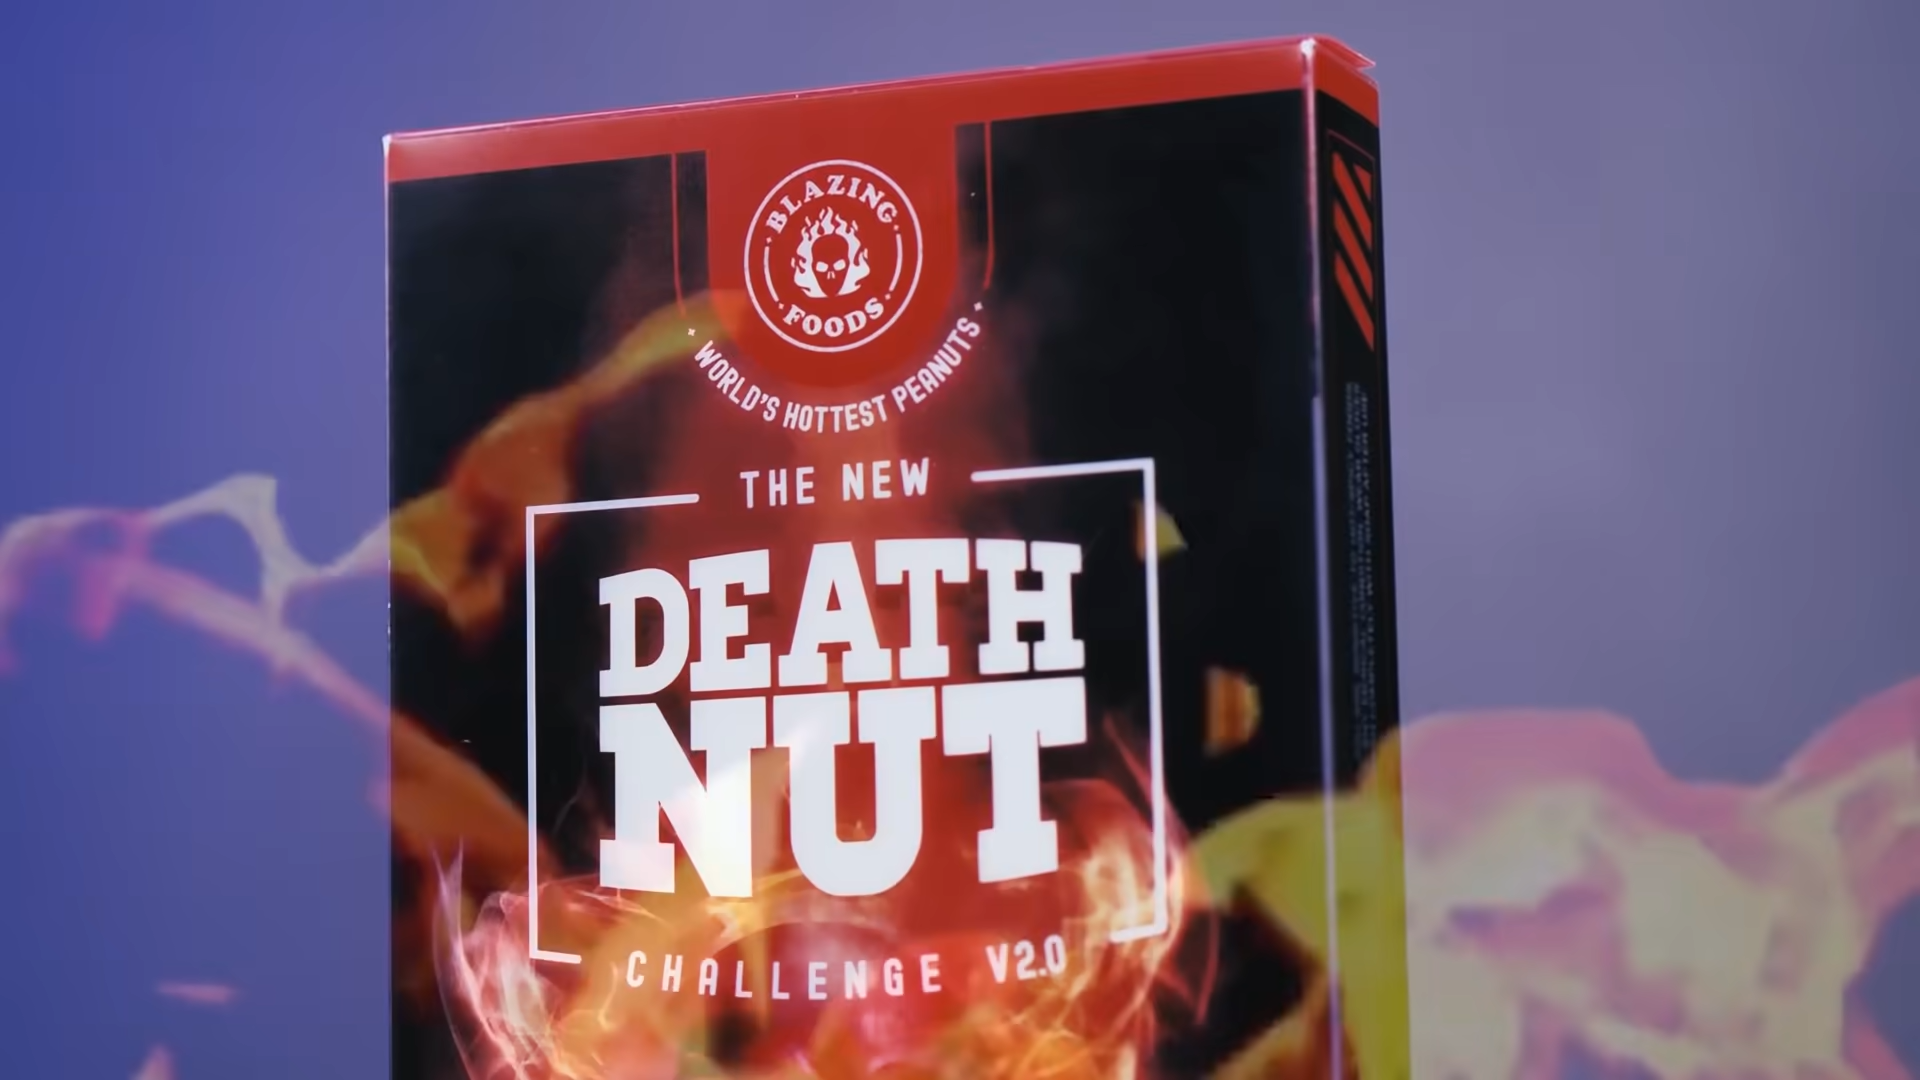 BLAZING
FOODS
WORLD'S HOTTEST PEANUTS
THE NEW
DEATH
NUT
CHALLENGE V2.0